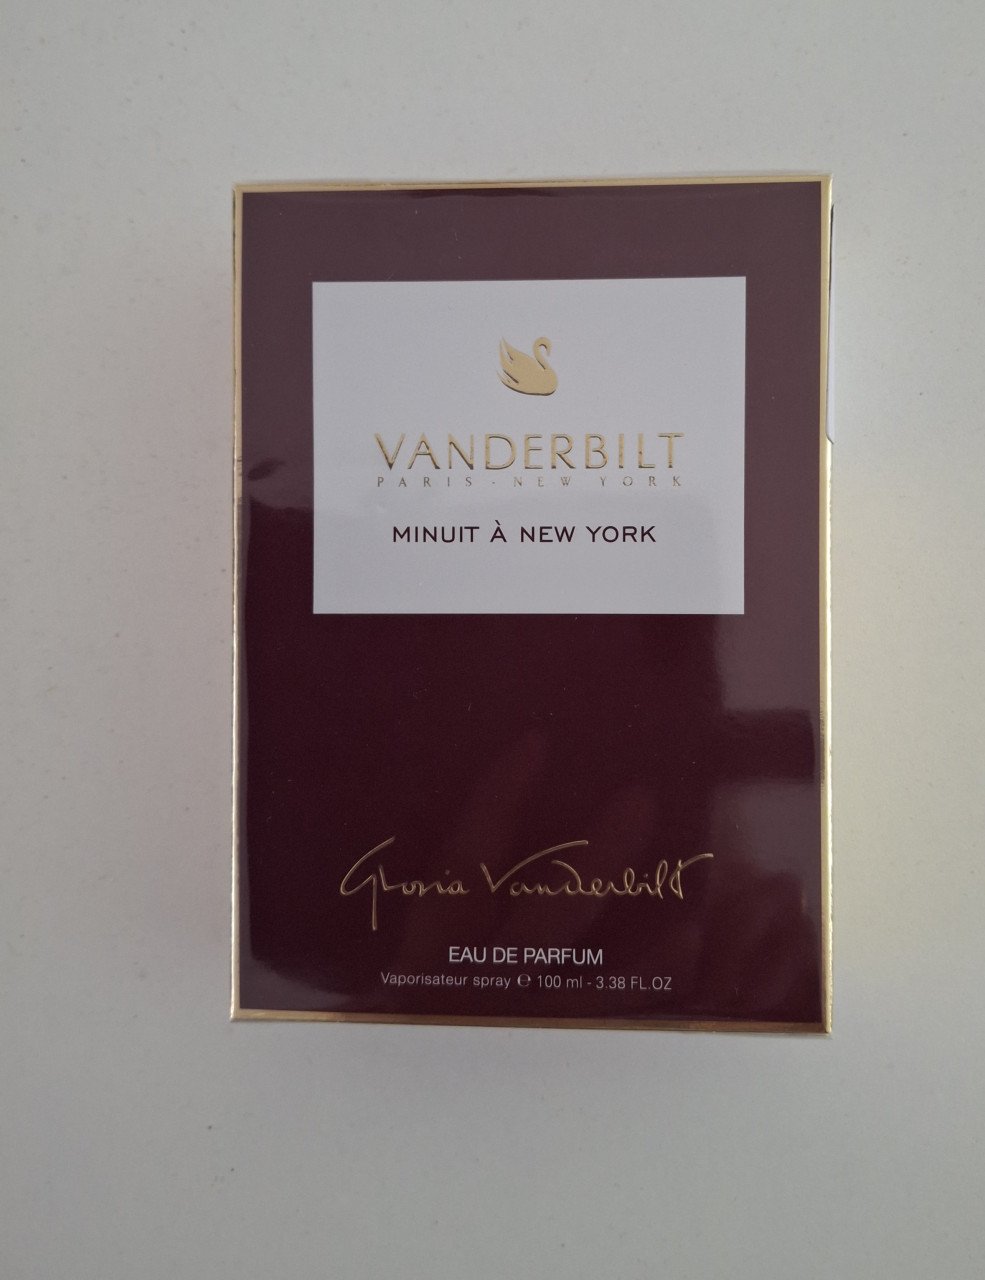 VANDERBILT
PARIS - NEW YORK
MINUIT À NEW YORK
Gloria Vanderbilt
EAU DE PARFUM
Vaporisateur spray ℮ 100 ml - 3.38 FL.OZ